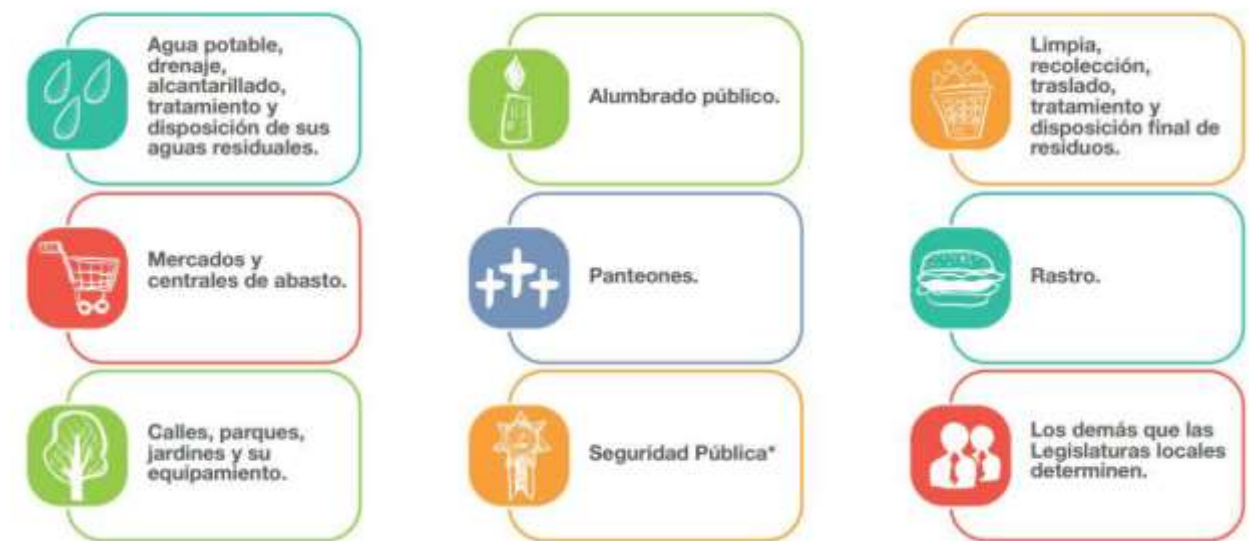 Agua potable,
drenaje,
alcantarillado,
tratamiento y
disposición de sus
aguas residuales.
Alumbrado público.
Limpia,
recolección,
traslado,
tratamiento y
disposición final de
residuos.
Mercados y
centrales de abasto.
Panteones.
Rastro.
Calles, parques,
jardines y su
equipamiento.
Seguridad Pública*
Los demás que las
Legislaturas locales
determinen.